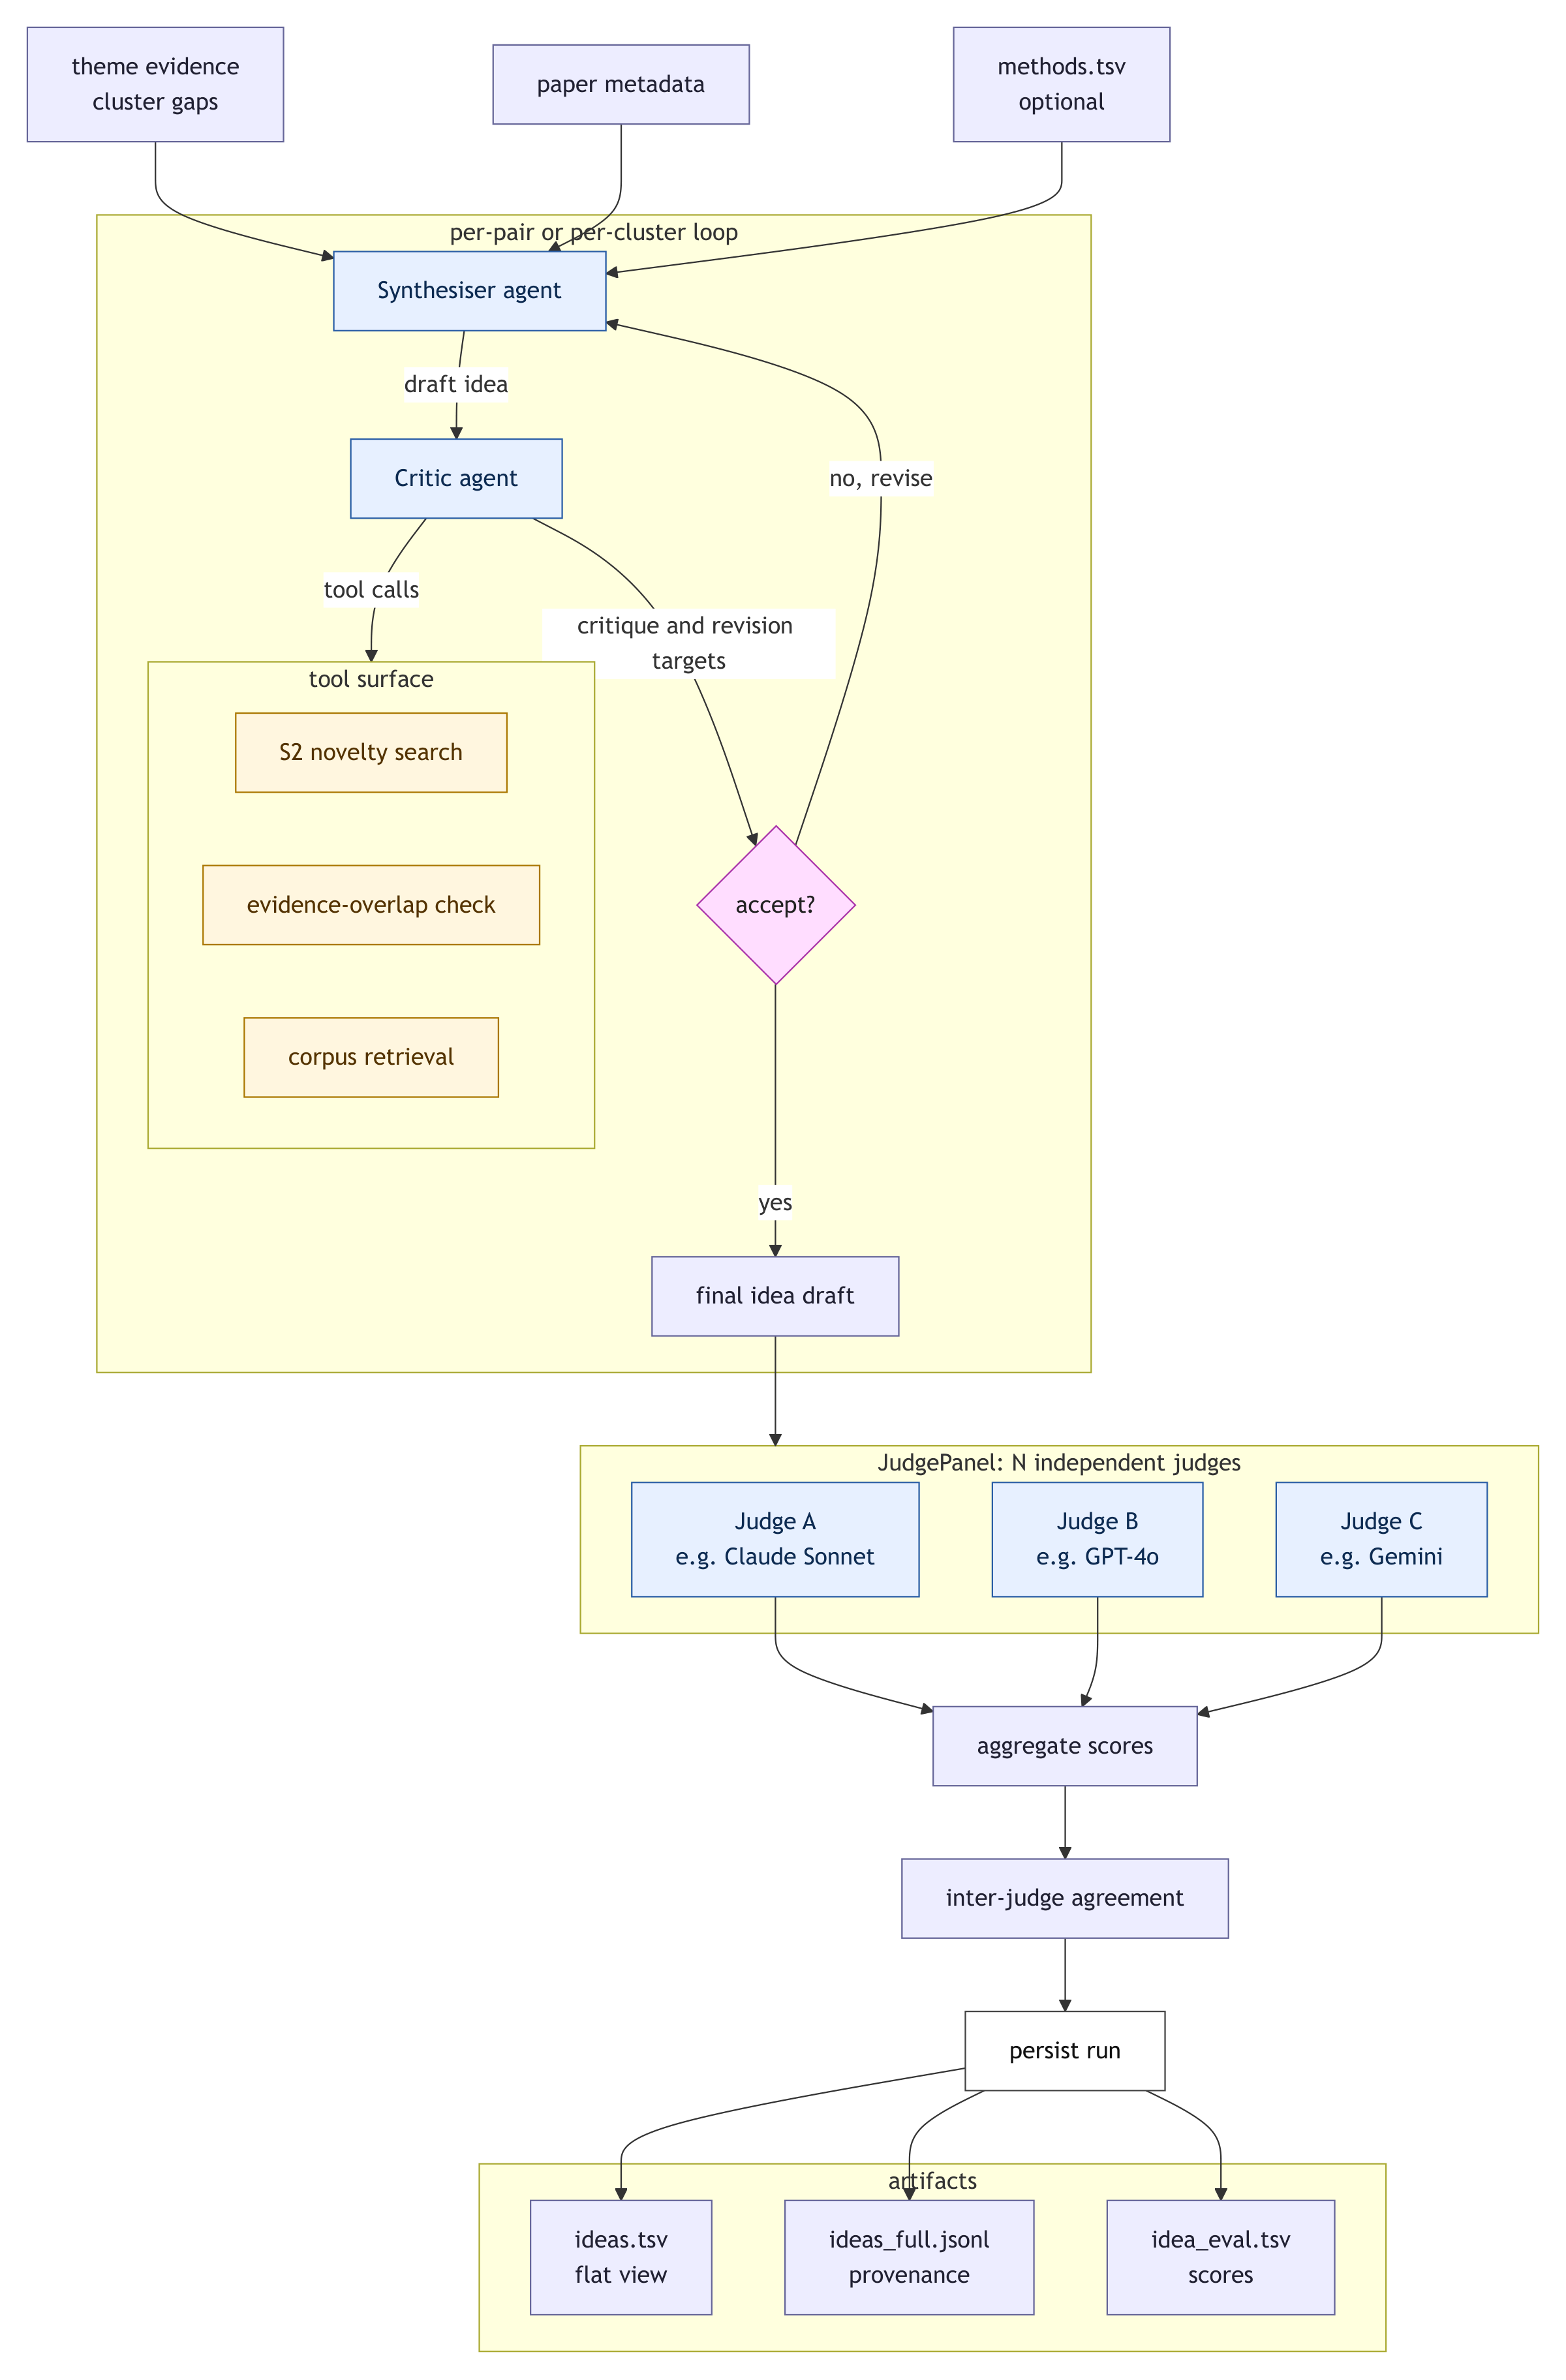 theme evidence
cluster gaps
paper metadata
methods.tsv
optional
per-pair or per-cluster loop
Synthesiser agent
draft idea
Critic agent
no, revise
tool calls
critique and revision
targets
tool surface
S2 novelty search
evidence-overlap check
accept?
corpus retrieval
yes
final idea draft
JudgePanel: N independent judges
Judge A
e.g. Claude Sonnet
Judge B
e.g. GPT-4o
Judge C
e.g. Gemini
aggregate scores
inter-judge agreement
persist run
artifacts
ideas.tsv
flat view
ideas_full.jsonl
provenance
idea_eval.tsv
scores